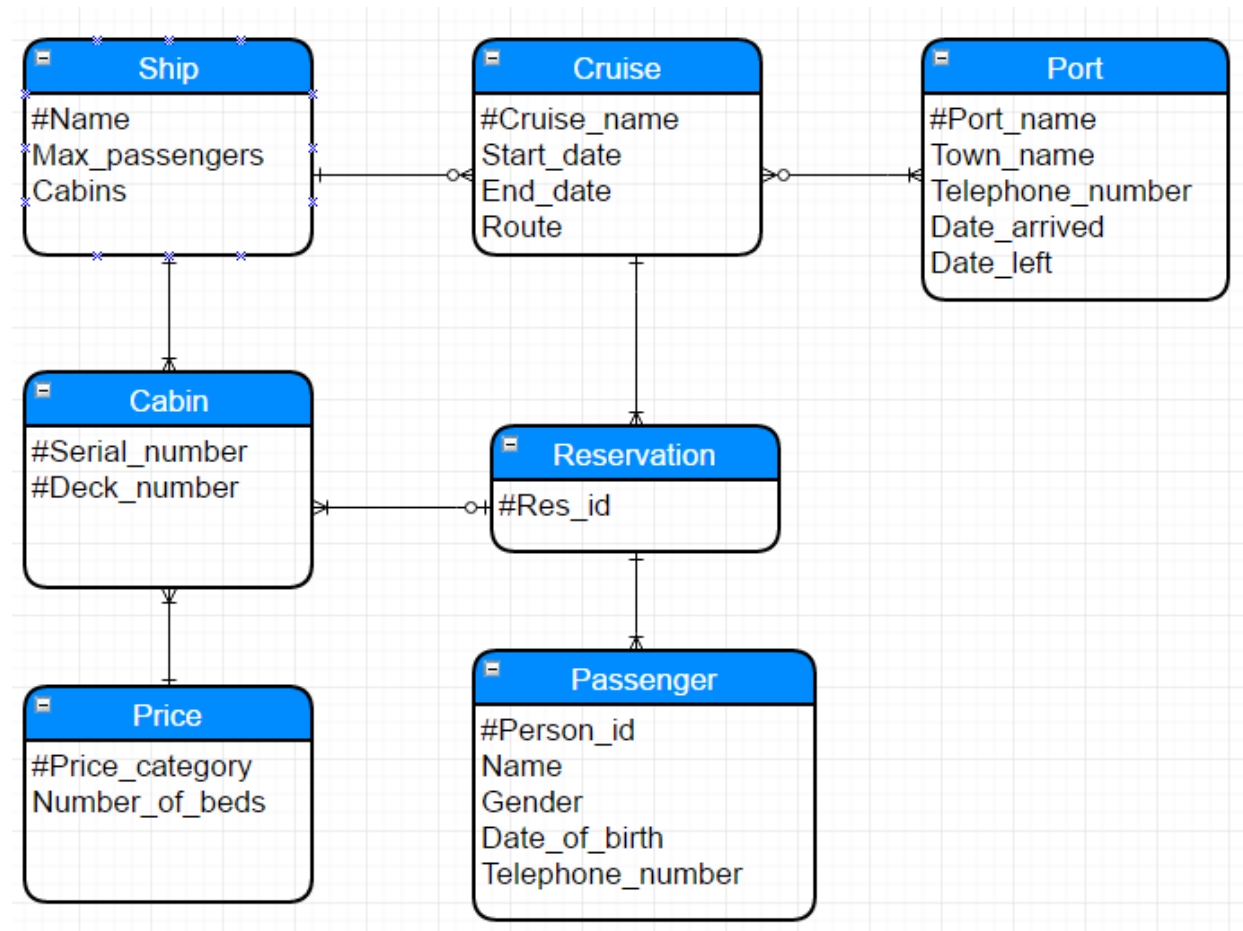 Ship
#Name
Max_passengers
Cabins
Cruise
#Cruise_name
Start_date
End_date
Route
Port
#Port_name
Town_name
Telephone_number
Date_arrived
Date_left
Cabin
#Serial_number
#Deck_number
Reservation
#Res_id
Price
#Price_category
Number_of_beds
Passenger
#Person_id
Name
Gender
Date_of_birth
Telephone_number